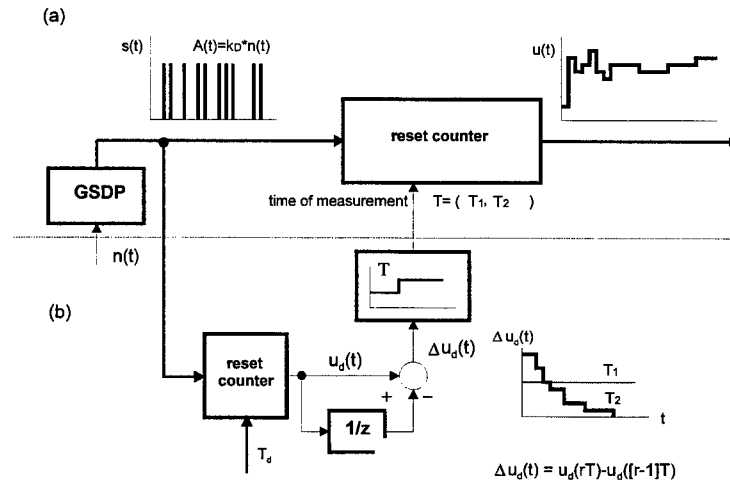 (a)
s(t)
A(t)=kD*n(t)
u(t)
reset counter
GSDP
time of measurement T= ( T1, T2 )
n(t)
T
(b)
reset
counter
ud(t)
Δud(t)
+ −
1/z
Td
Δud(t)
T1
T2
t
Δud(t) = ud(rT)-ud([r-1]T)